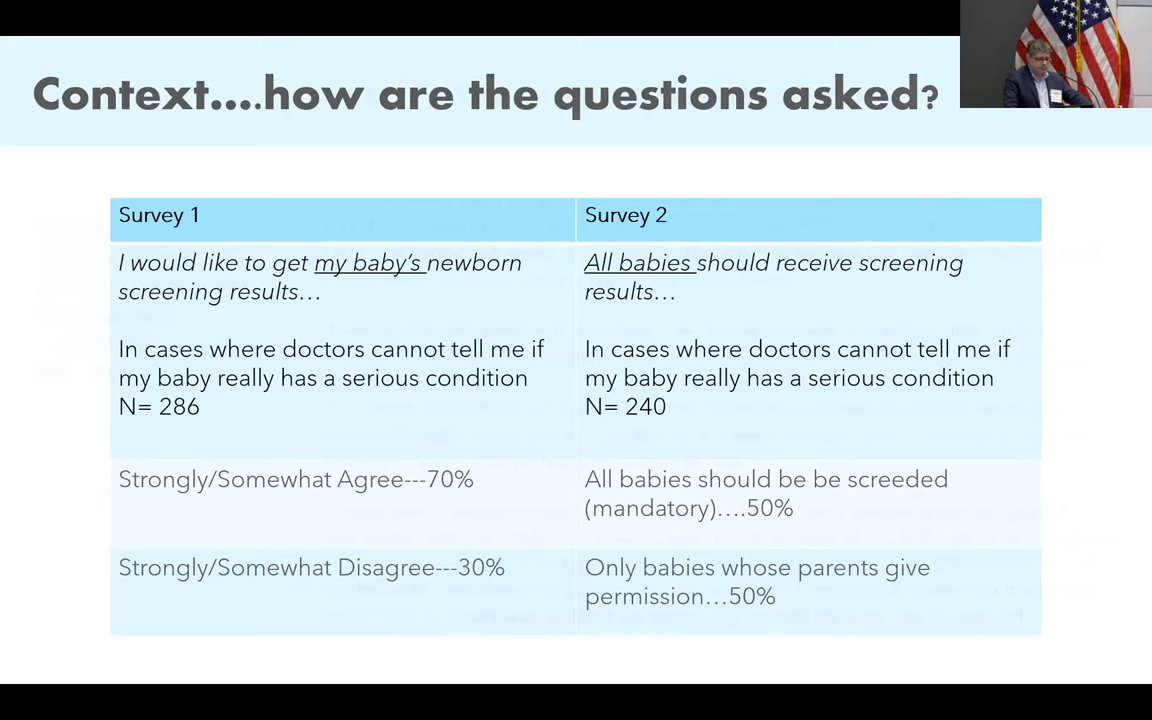 Context....how are the questions asked?
Survey 1
Survey 2
I would like to get my baby's newborn
screening results...
In cases where doctors cannot tell me if
my baby really has a serious condition
N= 286
All babies should receive screening
results...
In cases where doctors cannot tell me if
my baby really has a serious condition
N= 240
Strongly/Somewhat Agree---70%
All babies should be be screeded
(mandatory)....50%
Strongly/Somewhat Disagree---30%
Only babies whose parents give
permission...50%